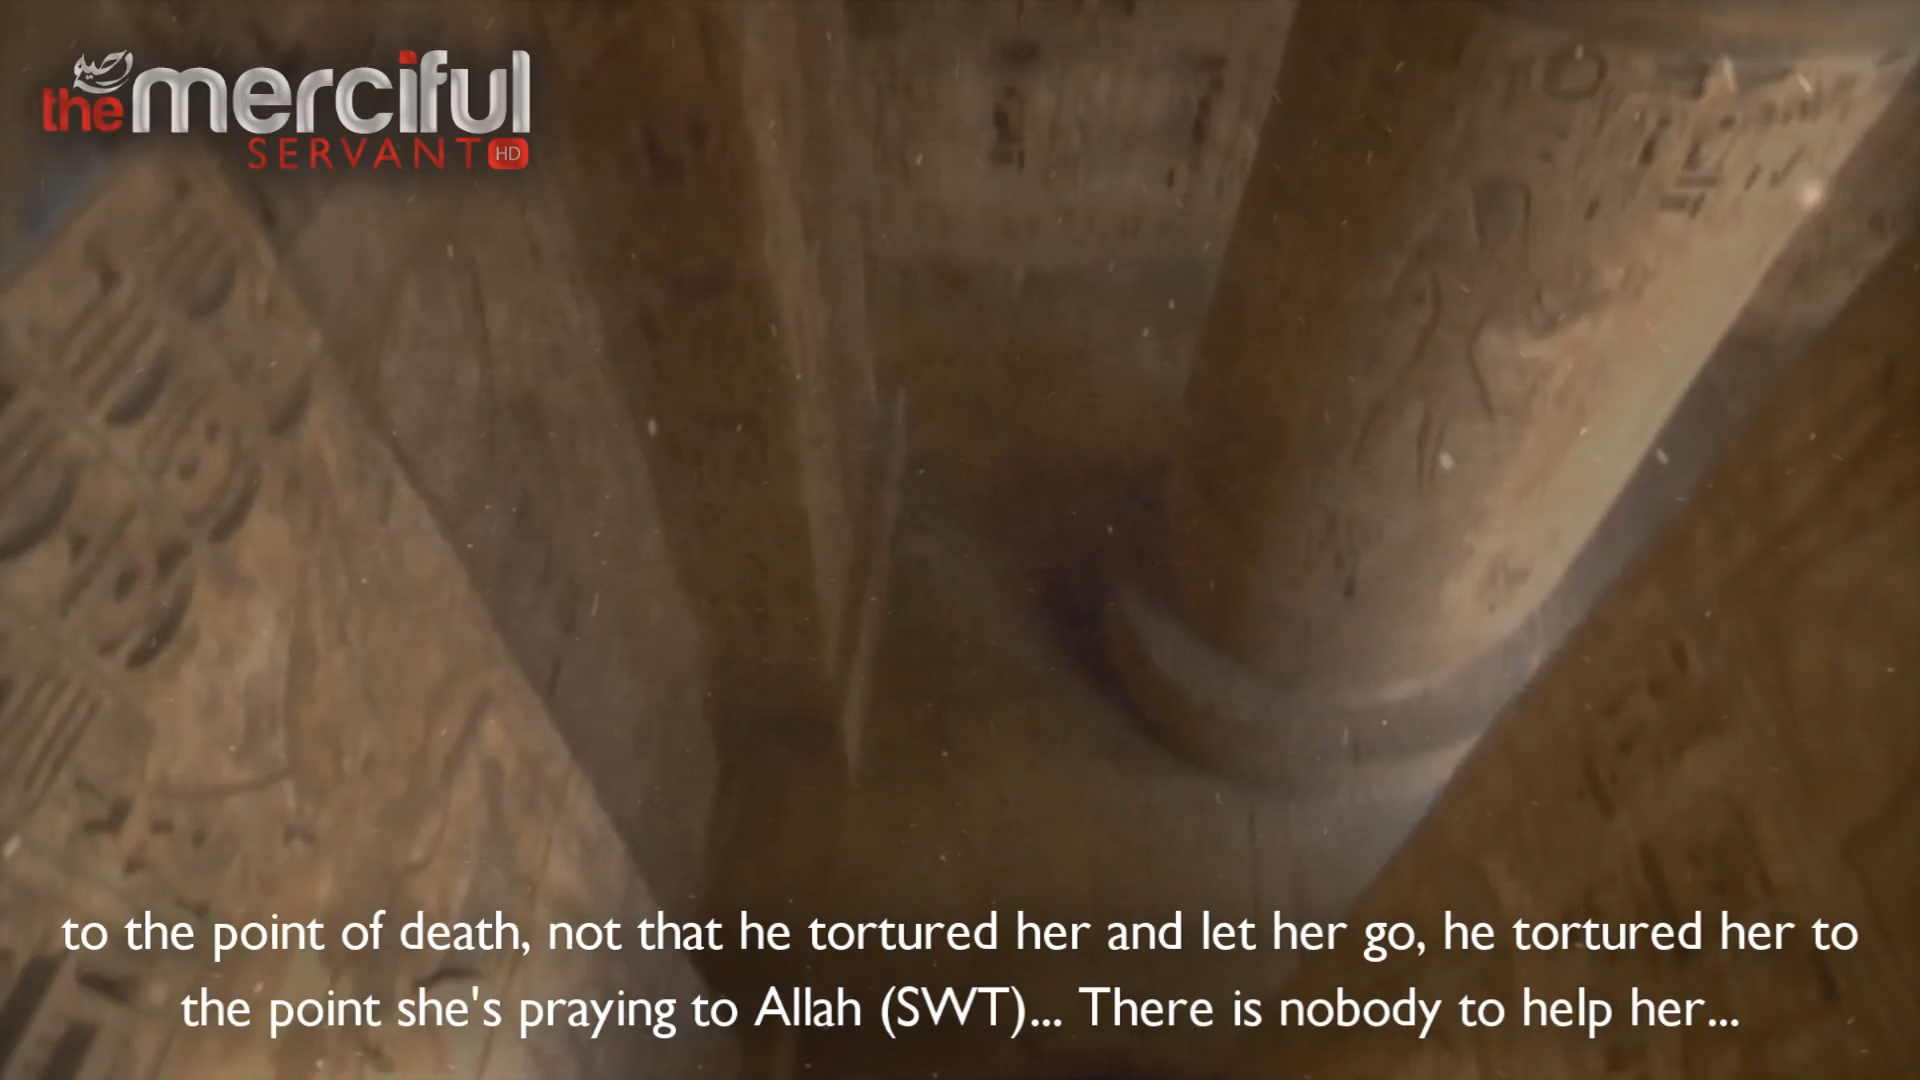 رحيم
the merciful
SERVANT HD
to the point of death, not that he tortured her and let her go, he tortured her to
the point she's praying to Allah (SWT)... There is nobody to help her...